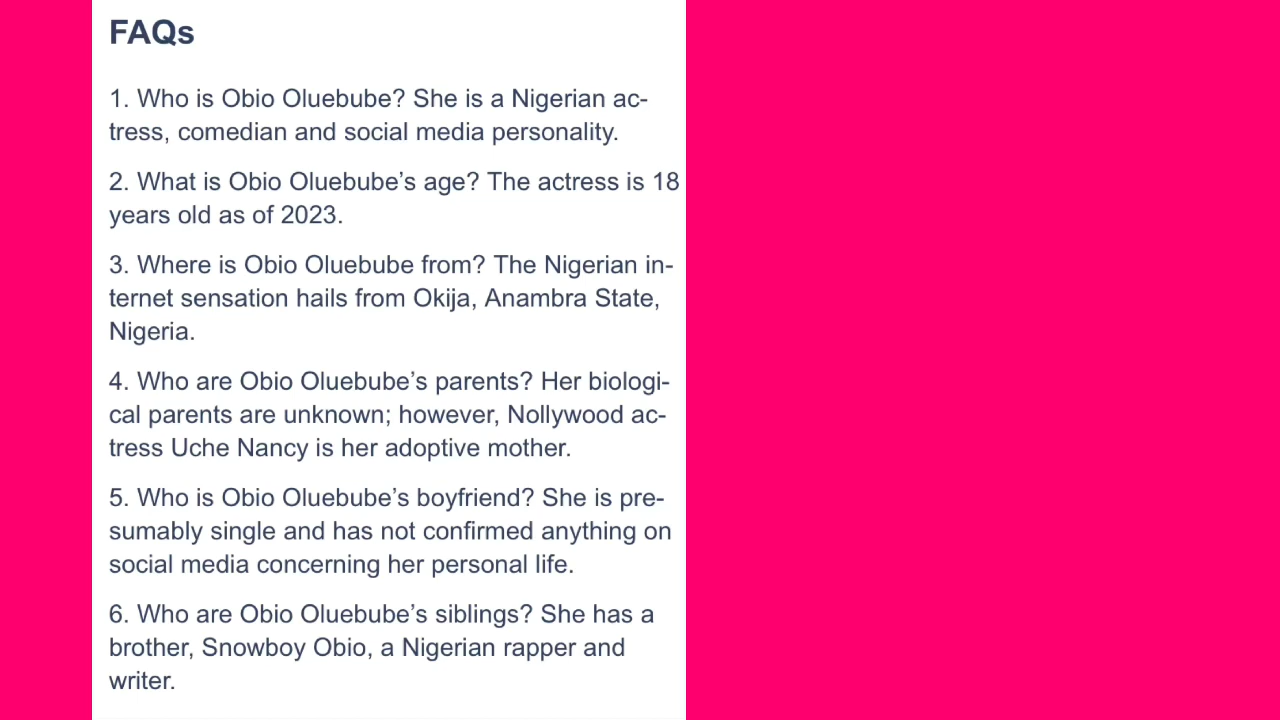 FAQs
1. Who is Obio Oluebube? She is a Nigerian ac-
tress, comedian and social media personality.
2. What is Obio Oluebube’s age? The actress is 18
years old as of 2023.
3. Where is Obio Oluebube from? The Nigerian in-
ternet sensation hails from Okija, Anambra State,
Nigeria.
4. Who are Obio Oluebube’s parents? Her biologi-
cal parents are unknown; however, Nollywood ac-
tress Uche Nancy is her adoptive mother.
5. Who is Obio Oluebube’s boyfriend? She is pre-
sumably single and has not confirmed anything on
social media concerning her personal life.
6. Who are Obio Oluebube’s siblings? She has a
brother, Snowboy Obio, a Nigerian rapper and
writer.